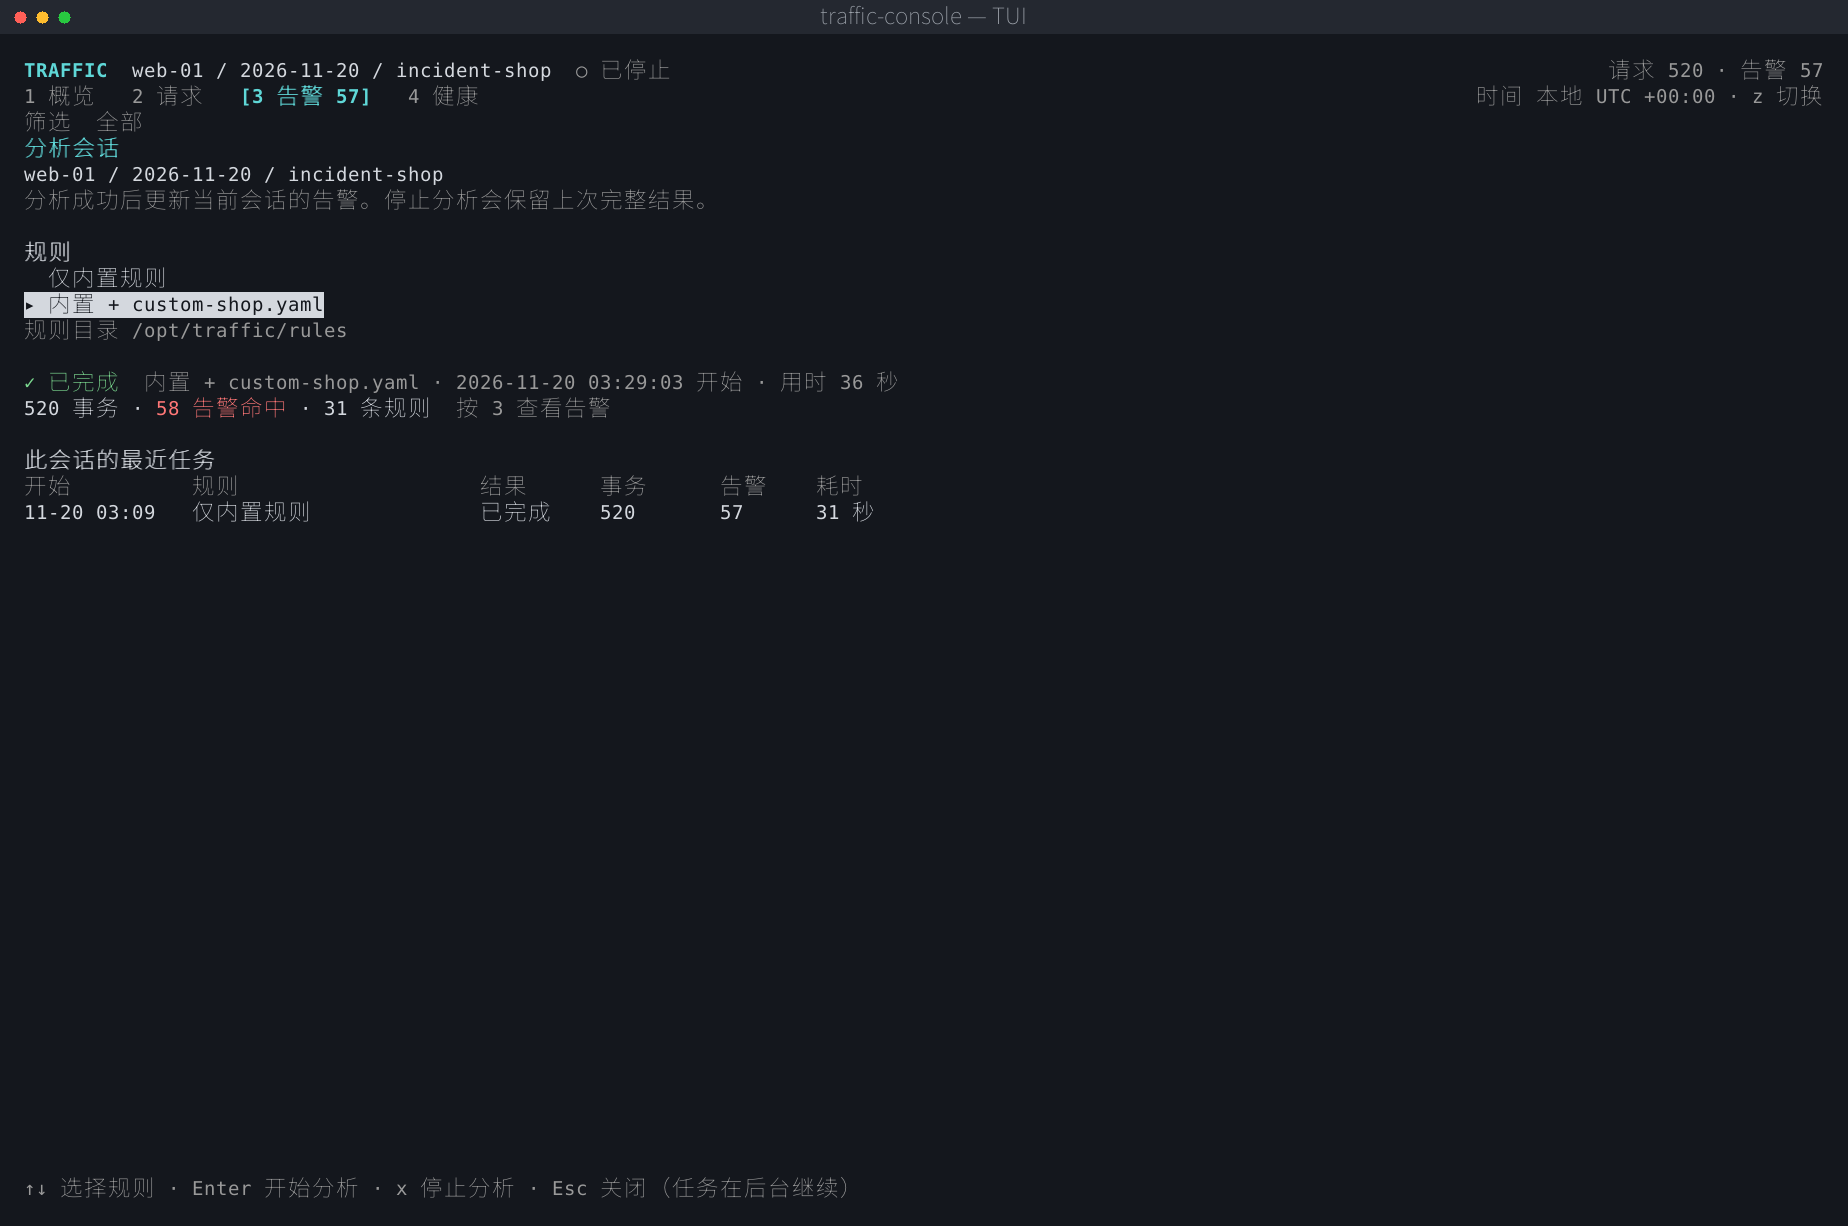 traffic-console — TUI
TRAFFIC web-01 / 2026-11-20 / incident-shop ○ 已停止 请求 520 · 告警 57
1 概览 2 请求 [3 告警 57] 4 健康 时间 本地 UTC +00:00 · z 切换
筛选 全部
分析会话
web-01 / 2026-11-20 / incident-shop
分析成功后更新当前会话的告警。停止分析会保留上次完整结果。
规则
仅内置规则
▸ 内置 + custom-shop.yaml
规则目录 /opt/traffic/rules
✓ 已完成 内置 + custom-shop.yaml · 2026-11-20 03:29:03 开始 · 用时 36 秒
520 事务 · 58 告警命中 · 31 条规则 按 3 查看告警
此会话的最近任务
开始 规则 结果 事务 告警 耗时
11-20 03:09 仅内置规则 已完成 520 57 31 秒
↑↓ 选择规则 · Enter 开始分析 · x 停止分析 · Esc 关闭（任务在后台继续）